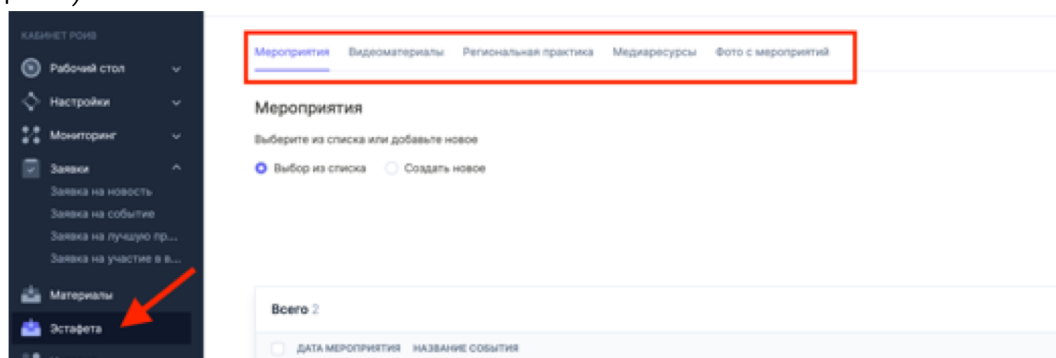 КАБИНЕТ РОИВ
Рабочий стол
Настройки
Мониторинг
Заявки
Заявка на новость
Заявка на событие
Заявка на лучшую пр...
Заявка на участие в в...
Материалы
Эстафета
Мероприятия Видеоматериалы Региональная практика Медиаресурсы Фото с мероприятий
Мероприятия
Выберите из списка или добавьте новое
Выбор из списка Создать новое
Всего 2
ДАТА МЕРОПРИЯТИЯ НАЗВАНИЕ СОБЫТИЯ